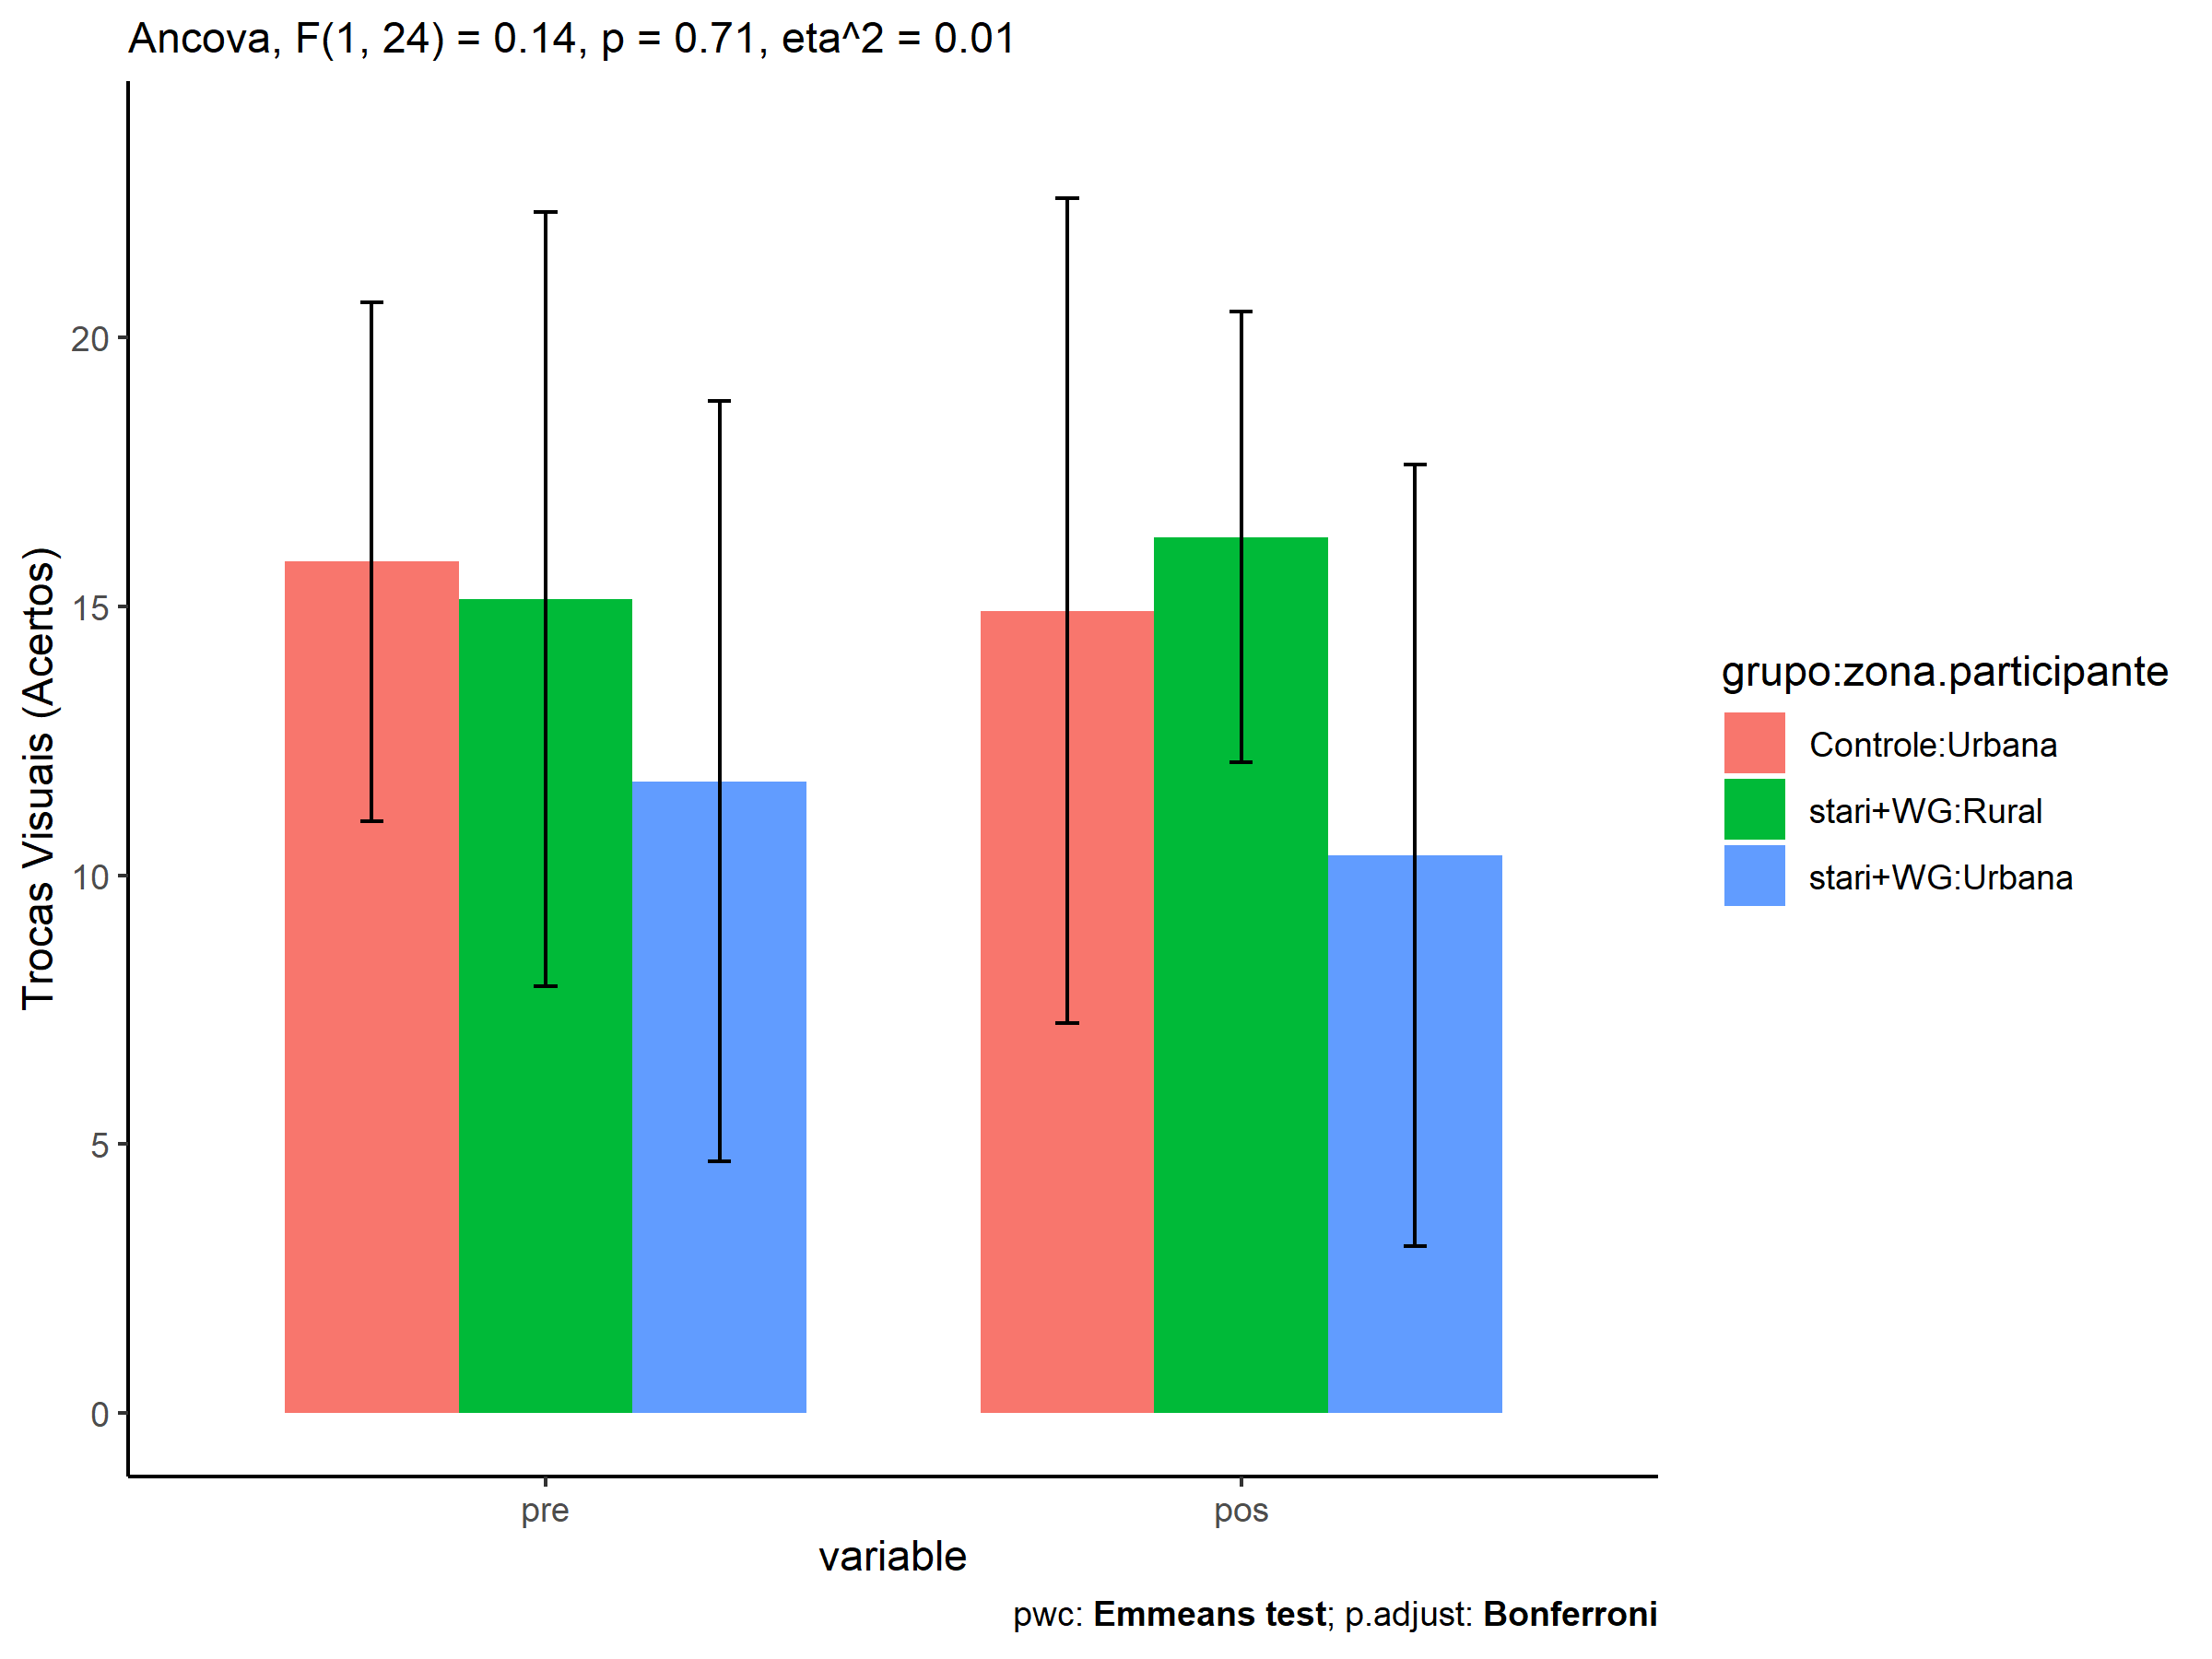 Ancova, F(1, 24) = 0.14, p = 0.71, eta^2 = 0.01
Trocas Visuais (Acertos)
20
15
10
5
0
pre
pos
variable
grupo:zona.participante
Controle:Urbana
stari+WG:Rural
stari+WG:Urbana
pwc: Emmeans test; p.adjust: Bonferroni